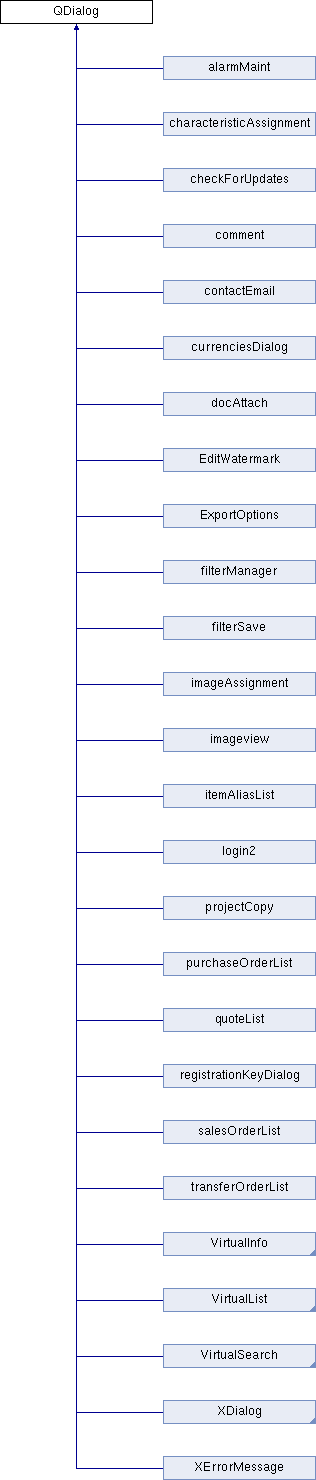 QDialog
alarmMaint
characteristicAssignment
checkForUpdates
comment
contactEmail
currenciesDialog
docAttach
EditWatermark
ExportOptions
filterManager
filterSave
imageAssignment
imageview
itemAliasList
login2
projectCopy
purchaseOrderList
quoteList
registrationKeyDialog
salesOrderList
transferOrderList
VirtualInfo
VirtualList
VirtualSearch
XDialog
XErrorMessage